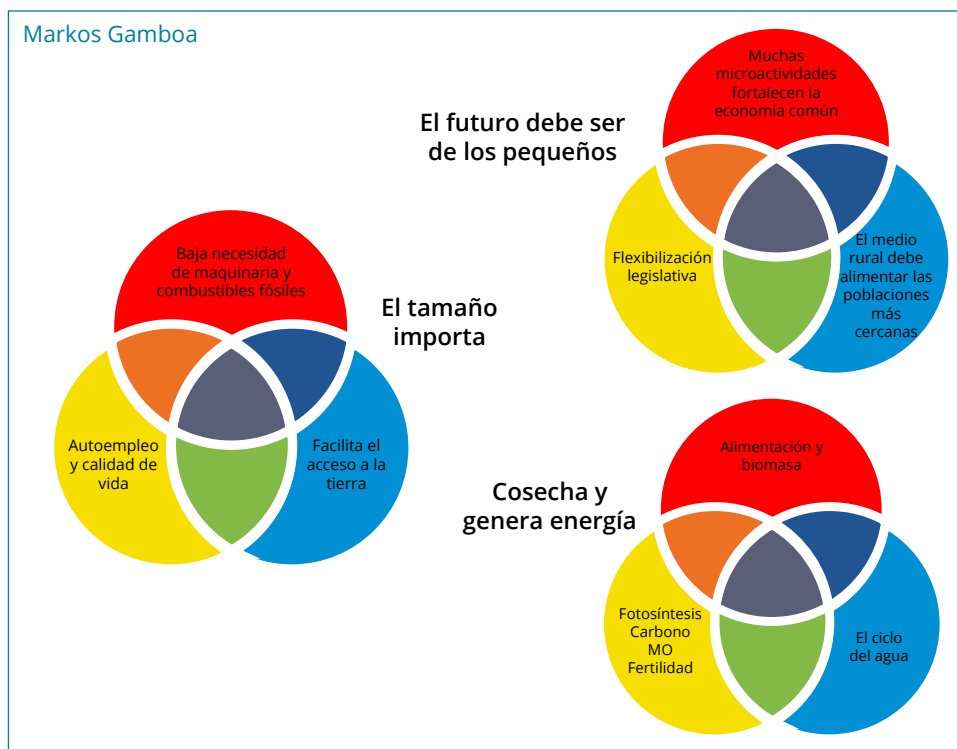 Markos Gamboa
El futuro debe ser
de los pequeños
Muchas
microactividades
fortalecen la
economía común
Flexibilización
legislativa
El medio
rural debe
alimentar las
poblaciones
más
cercanas
El tamaño
importa
Baja necesidad
de maquinaria y
combustibles fósiles
Autoempleo
y calidad de
vida
Facilita el
acceso a la
tierra
Cosecha y
genera energía
Alimentación y
biomasa
Fotosíntesis
Carbono
MO
Fertilidad
El ciclo
del agua